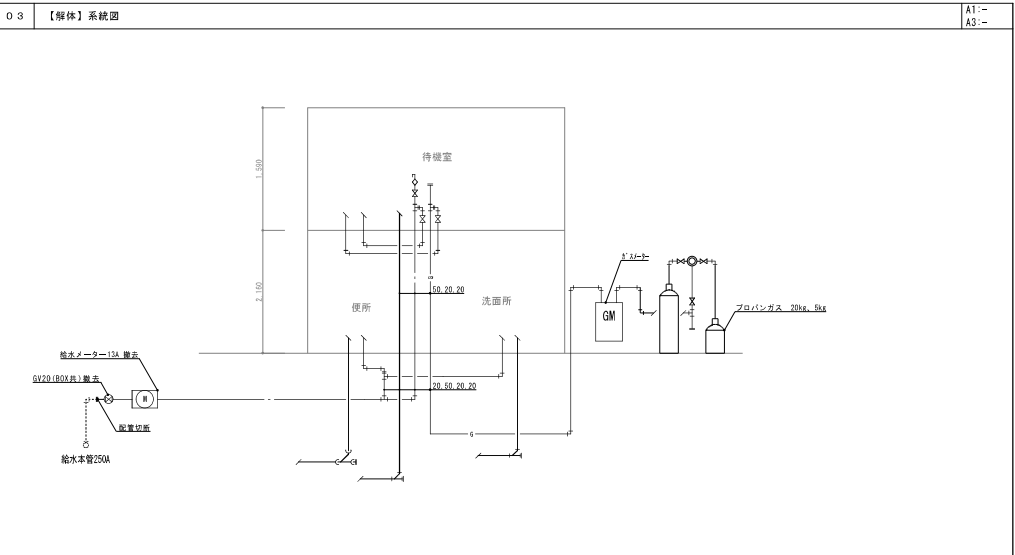 03 【解体】系統図
A1:-
A3:-
1,590
待機室
2,160
50.20.20
便所
洗面所
ｶﾞｽﾒｰﾀｰ
GM
プロパンガス 20kg、5kg
給水メーター13A 撤去
GV20(BOX共)撤去
M
20.50.20.20
配管切断
G
給水本管250A